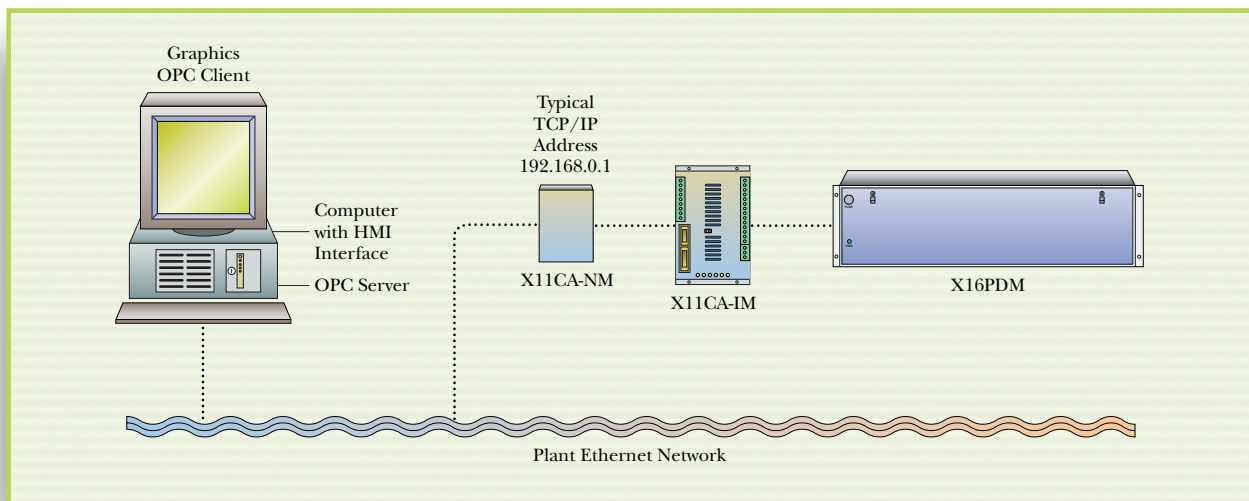 Graphics
OPC Client
Typical
TCP/IP
Address
192.168.0.1
Computer
with HMI
Interface
OPC Server
X11CA-NM
X11CA-IM
X16PDM
Plant Ethernet Network